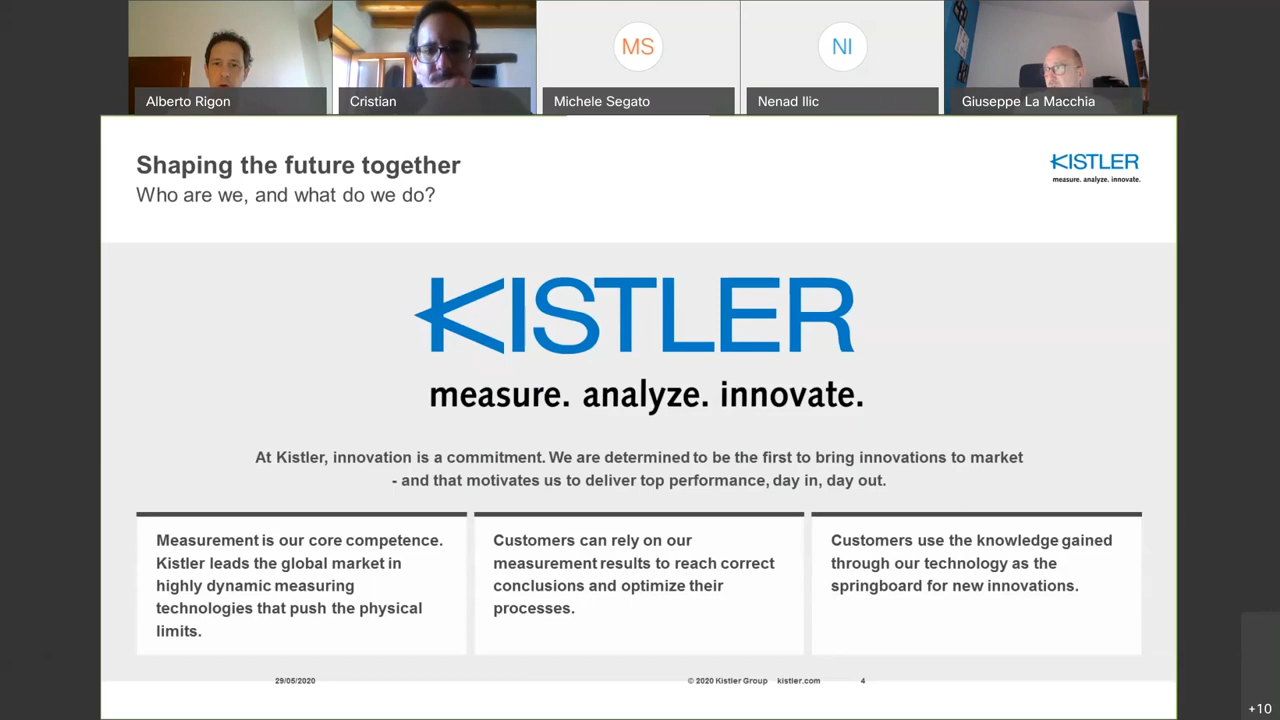 MS
NI
Alberto Rigon
Cristian
Michele Segato
Nenad Ilic
Giuseppe La Macchia
Shaping the future together
Who are we, and what do we do?
KISTLER
measure. analyze. innovate.
KISTLER
measure. analyze. innovate.
At Kistler, innovation is a commitment. We are determined to be the first to bring innovations to market
- and that motivates us to deliver top performance, day in, day out.
Measurement is our core competence.
Kistler leads the global market in
highly dynamic measuring
technologies that push the physical
limits.
Customers can rely on our
measurement results to reach correct
conclusions and optimize their
processes.
Customers use the knowledge gained
through our technology as the
springboard for new innovations.
29/05/2020
© 2020 Kistler Group kistler.com
4
+10